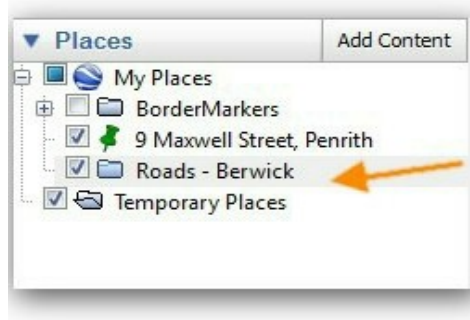 Places Add Content
My Places
BorderMarkers
9 Maxwell Street, Penrith
Roads - Berwick
Temporary Places